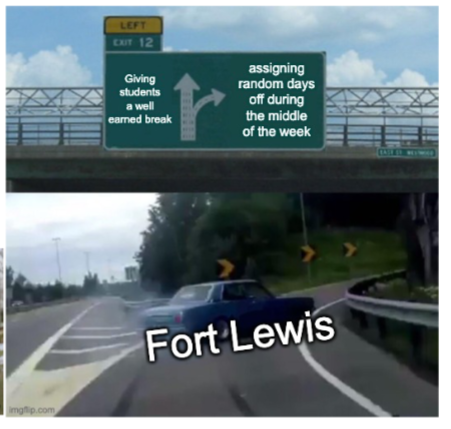 LEFT
EXIT 12
Giving
students
a well
earned break
assigning
random days
off during
the middle
of the week
Fort Lewis
imgflip.com